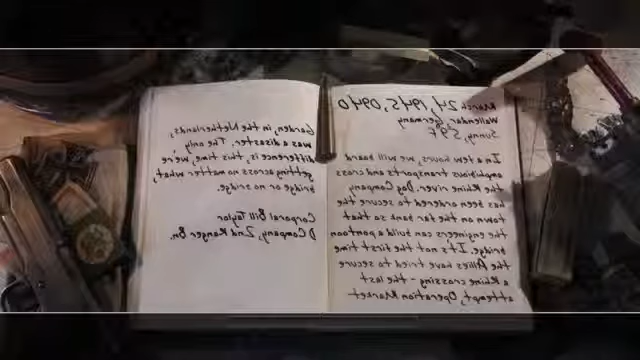 March 24, 1945, 0940
Wallendar, Germany
Sunny, 59 F
In a few hours, we will board
amphibious transports and cross
the Rhine river. Dog Company
has been ordered to secure the
town on the far bank so that
the engineers can build a pontoon
bridge. It's not the first time
the Allies have tried to secure
a Rhine crossing - the last
attempt, Operation Market
Garden, in the Netherlands,
was a disaster. The only
difference, this time, we're
getting across no matter what,
bridge or no bridge.
Corporal Bill Taylor
D Company, 2nd Ranger Bn.